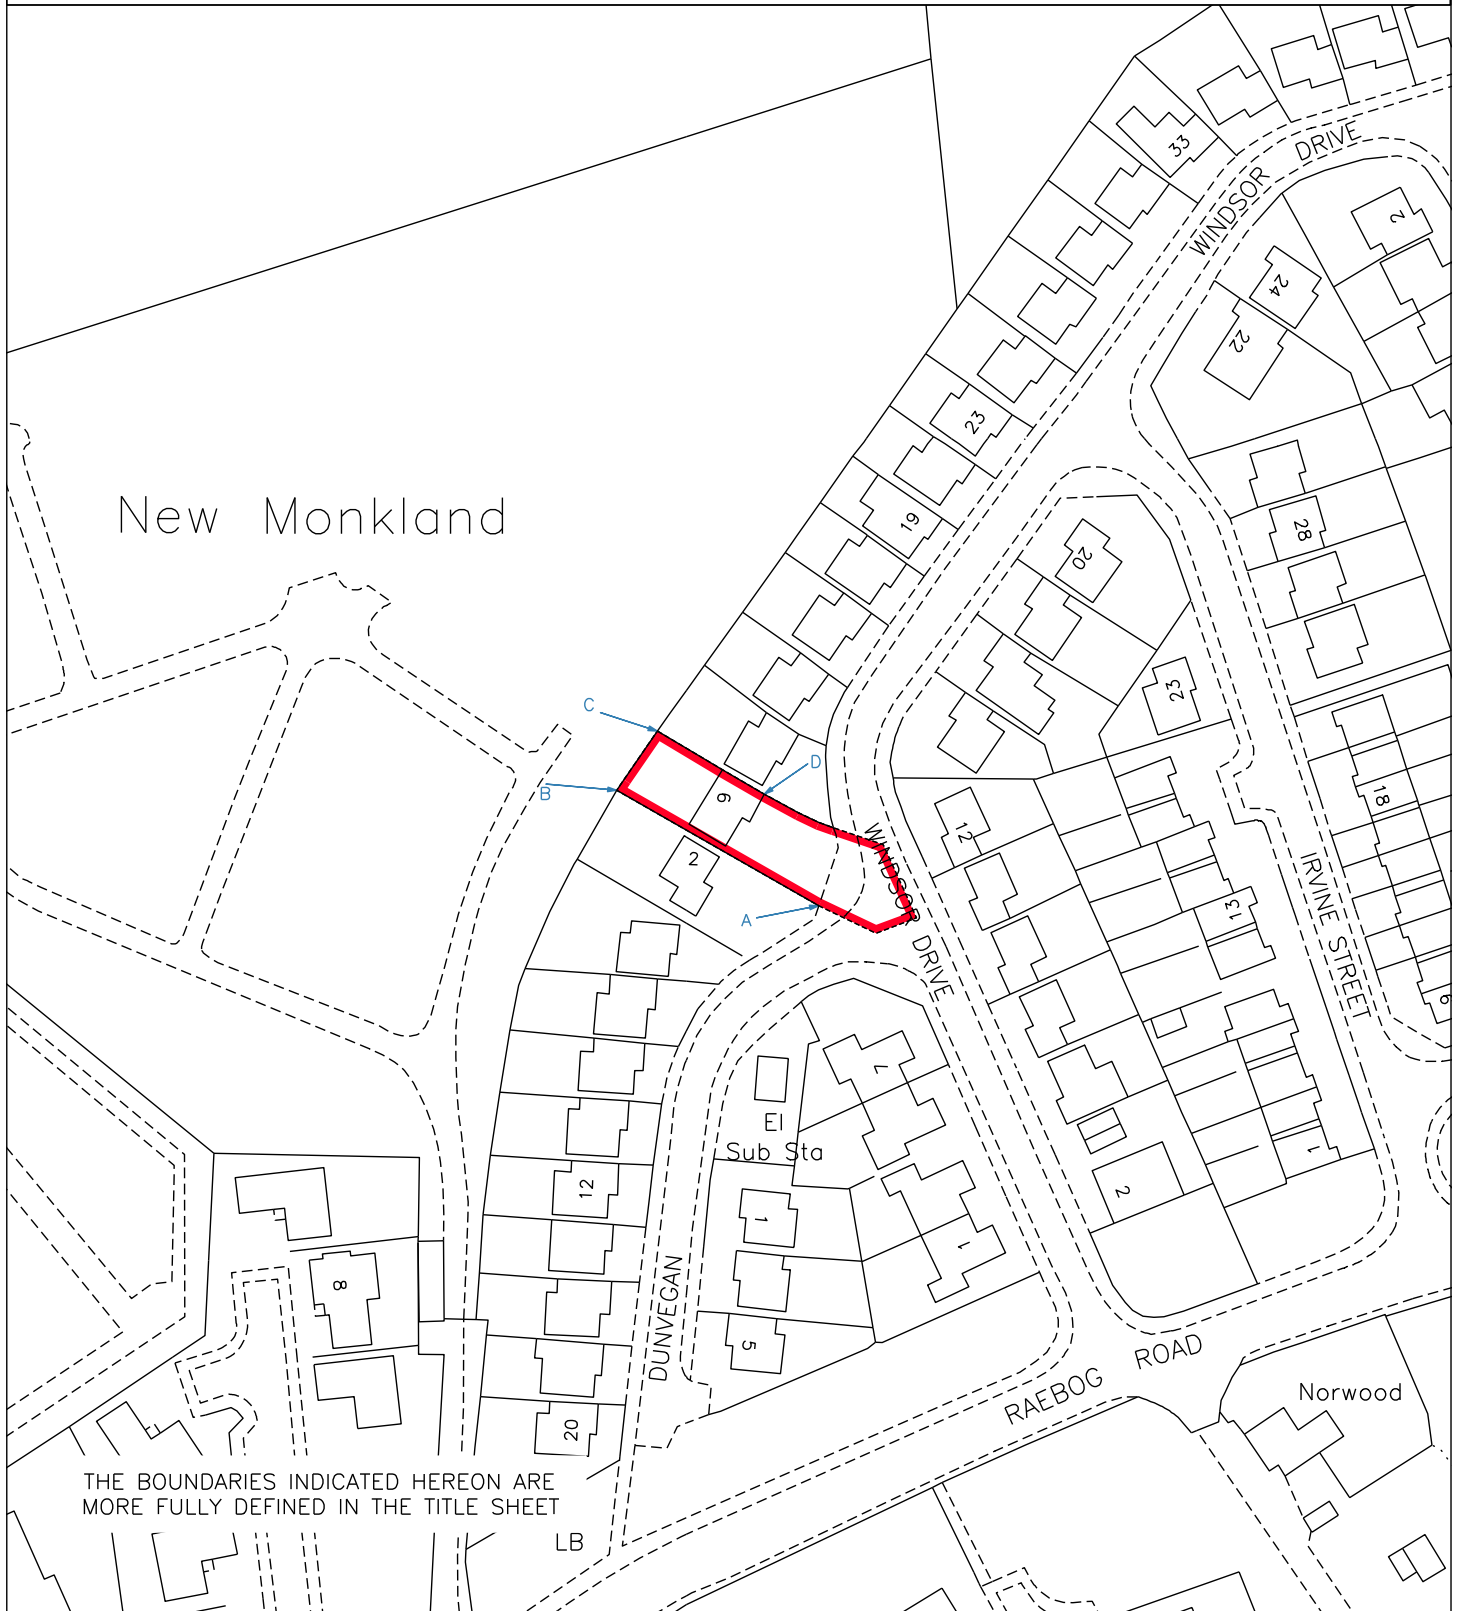 WINDSOR
DRIVE
33
2
24
22
23
19
28
20
New Monkland
23
18
C
D
B
9
2
A
12
WINDSOR DRIVE
13
IRVINE STREET
9
7
El
Sub Sta
12
1
1
2
1
8
DUNVEGAN
5
RAEBOG ROAD
Norwood
20
THE BOUNDARIES INDICATED HEREON ARE
MORE FULLY DEFINED IN THE TITLE SHEET
LB